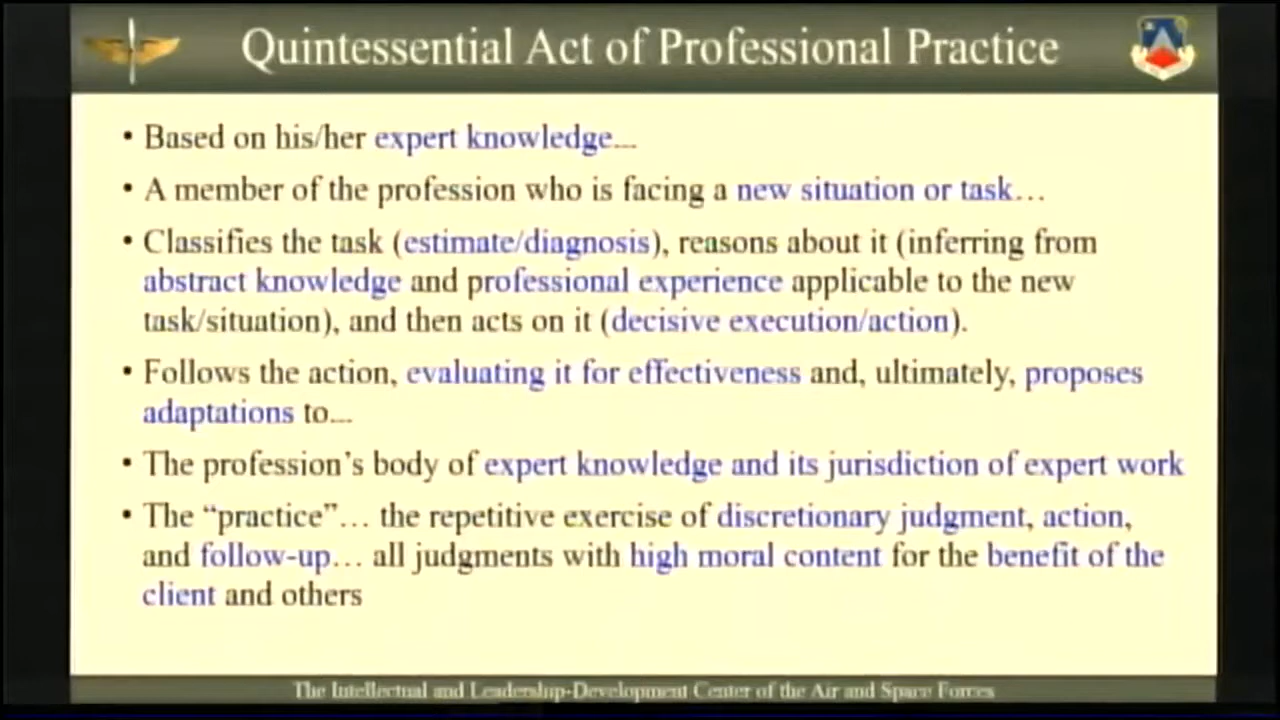 Quintessential Act of Professional Practice
• Based on his/her expert knowledge...
• A member of the profession who is facing a new situation or task...
• Classifies the task (estimate/diagnosis), reasons about it (inferring from
abstract knowledge and professional experience applicable to the new
task/situation), and then acts on it (decisive execution/action).
• Follows the action, evaluating it for effectiveness and, ultimately, proposes
adaptations to...
• The profession's body of expert knowledge and its jurisdiction of expert work
• The “practice”... the repetitive exercise of discretionary judgment, action,
and follow-up... all judgments with high moral content for the benefit of the
client and others
The Intellectual and Leadership-Development Center of the Air and Space Forces